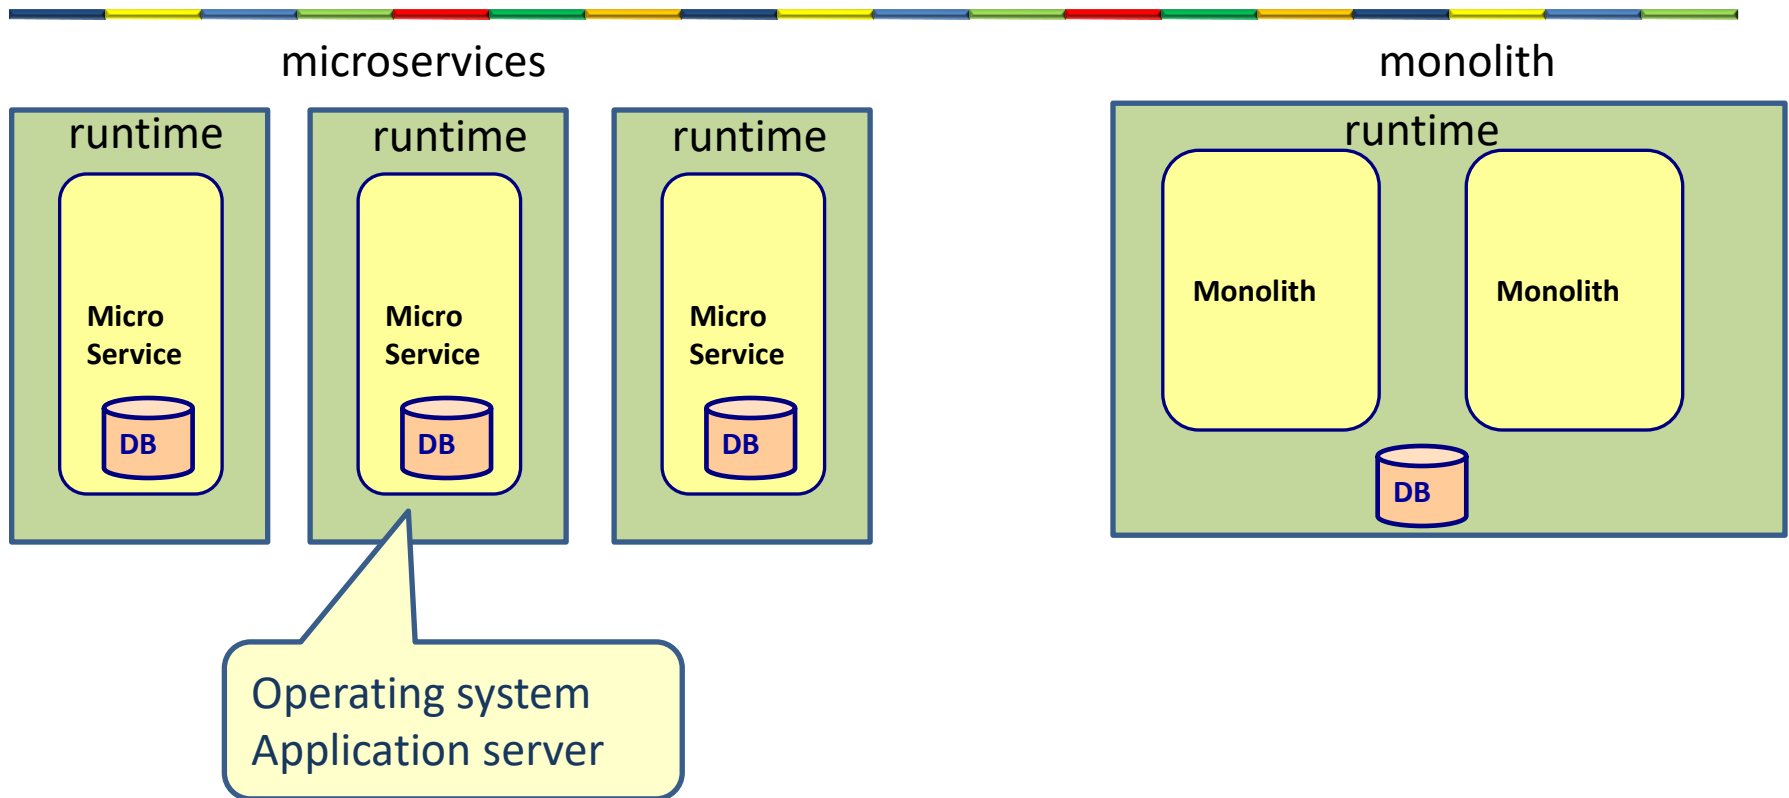 microservices
monolith
runtime
runtime
runtime
runtime
Micro
Service
DB
Micro
Service
DB
Micro
Service
DB
Monolith
Monolith
DB
Operating system
Application server